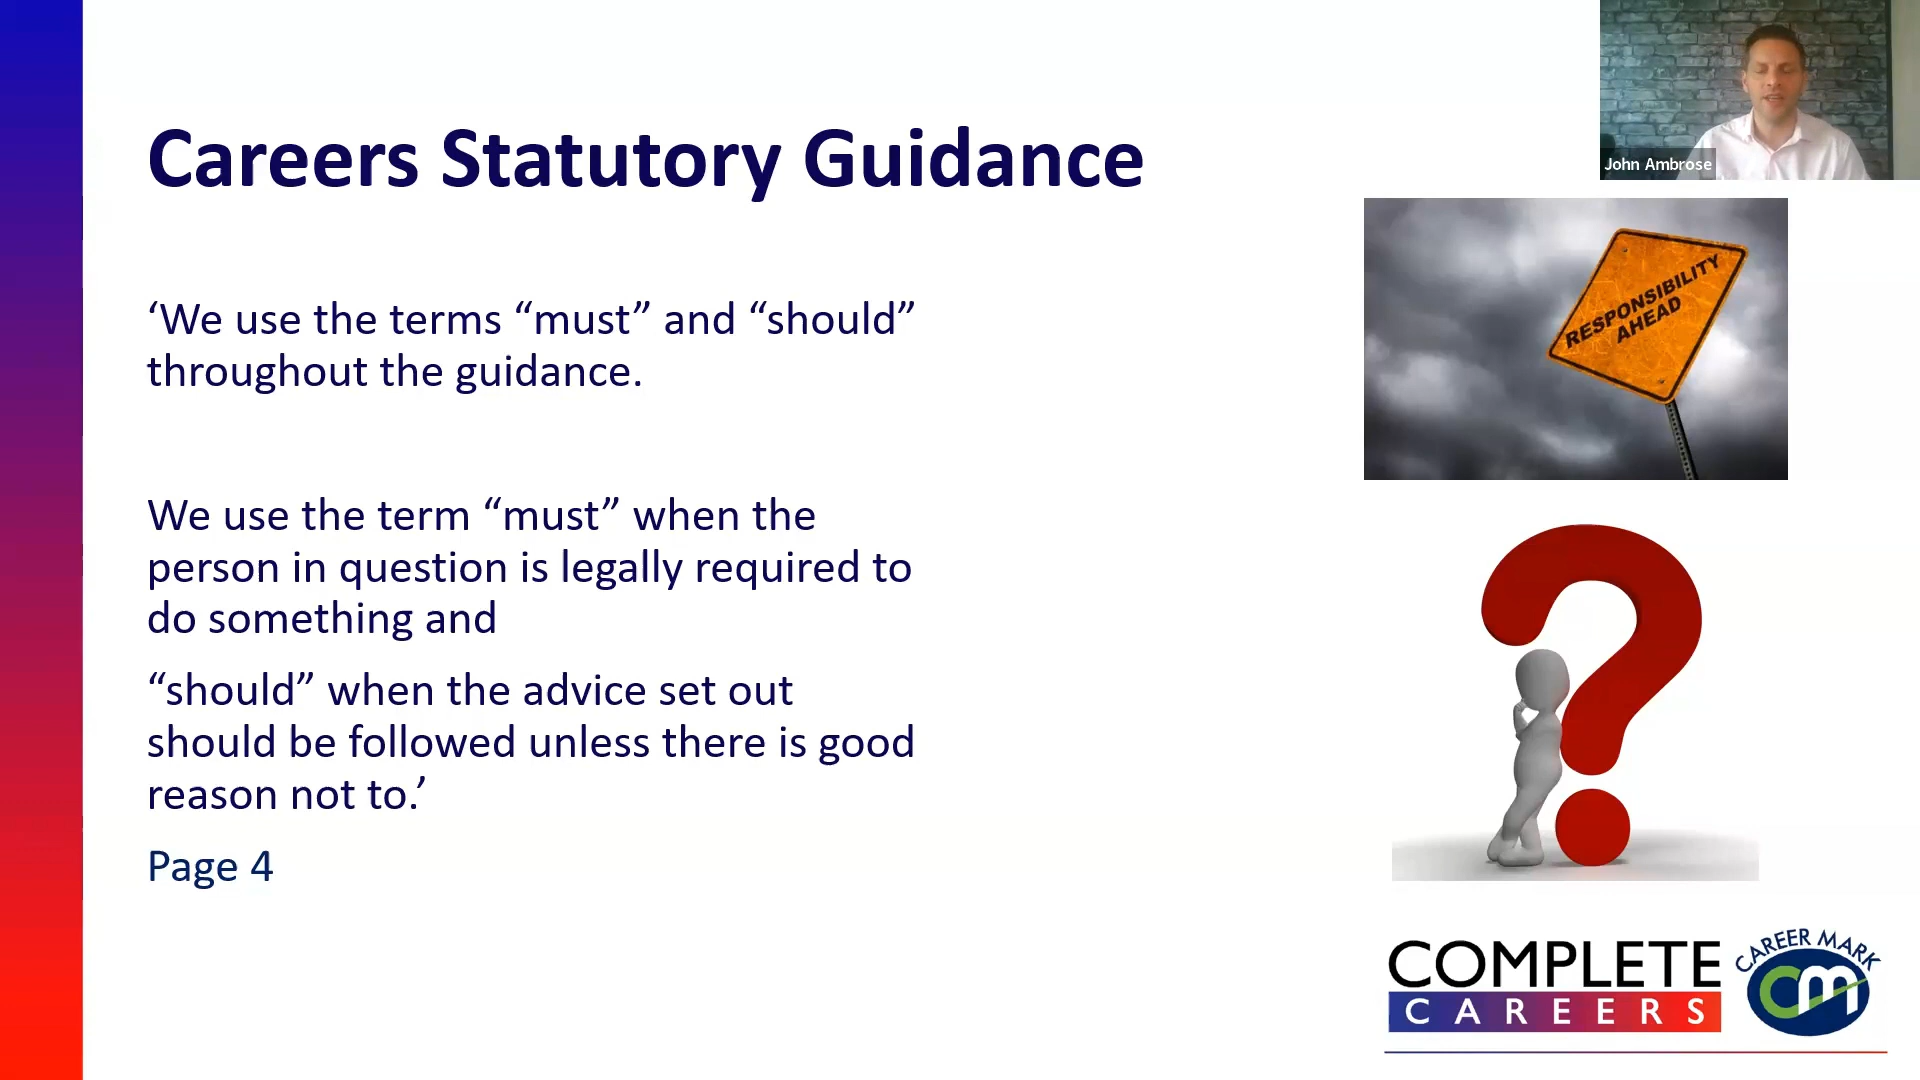 John Ambrose
Careers Statutory Guidance
‘We use the terms “must” and “should”
throughout the guidance.
We use the term “must” when the
person in question is legally required to
do something and
“should” when the advice set out
should be followed unless there is good
reason not to.’
Page 4
RESPONSIBILITY
AHEAD
COMPLETE
CAREERS
CAREER MARK
cm